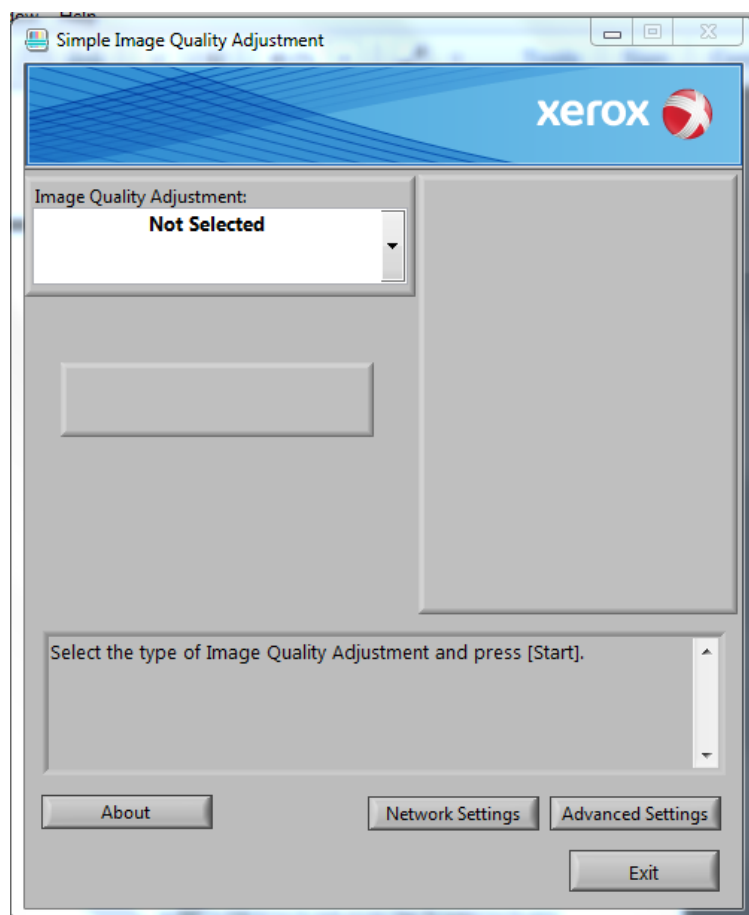 Help
Simple Image Quality Adjustment
xerox
Image Quality Adjustment:
Not Selected
Select the type of Image Quality Adjustment and press [Start].
About
Network Settings
Advanced Settings
Exit